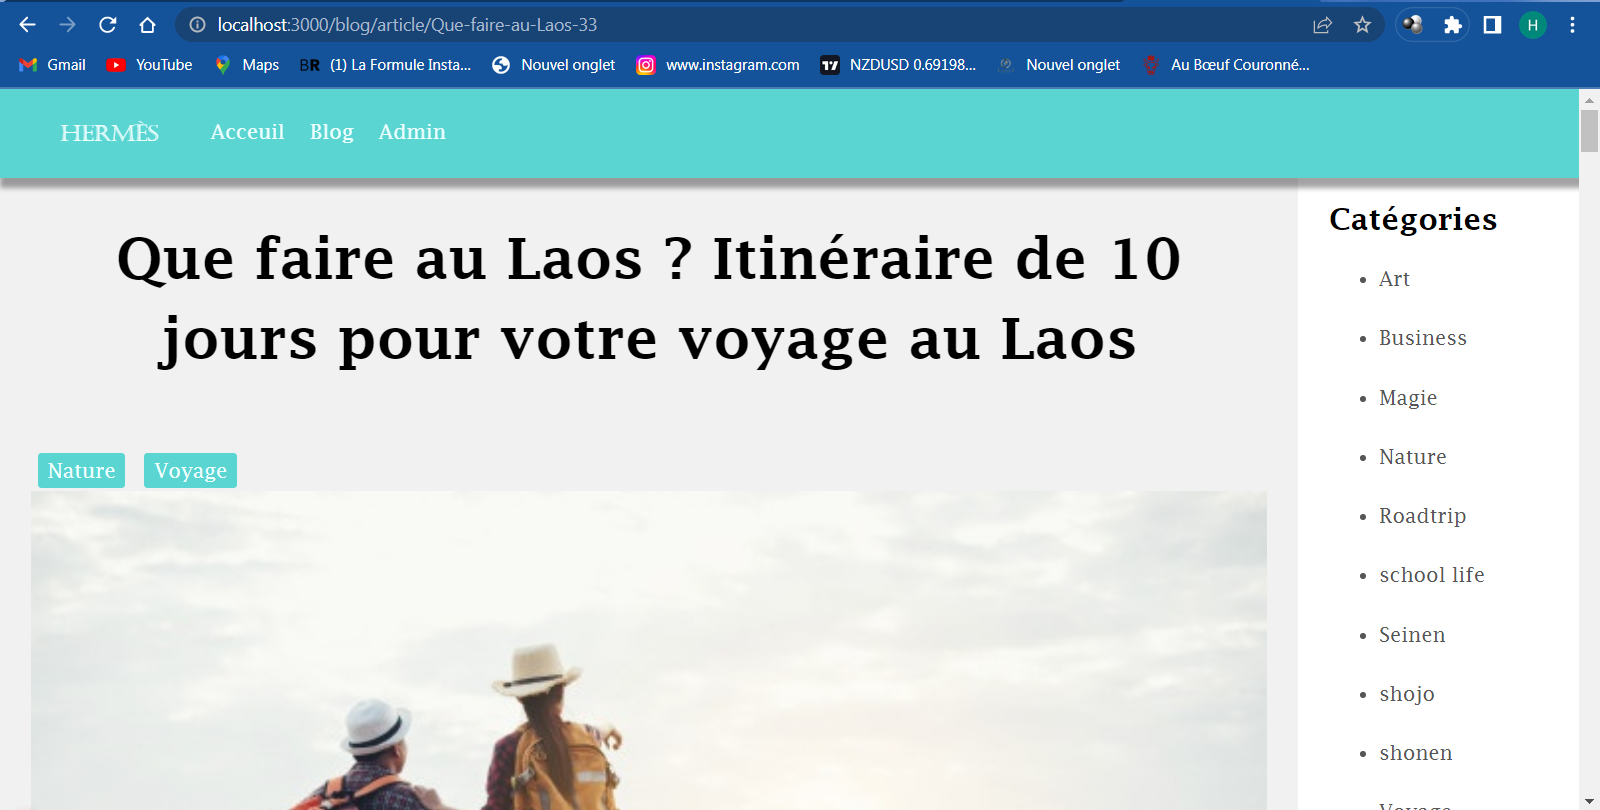 localhost:3000/blog/article/Que-faire-au-Laos-33
H
Gmail YouTube Maps BR (1) La Formule Insta... Nouvel onglet www.instagram.com NZDUSD 0.69198... Nouvel onglet Au Bœuf Couronné...
HERMÈS Acceuil Blog Admin
Que faire au Laos ? Itinéraire de 10
jours pour votre voyage au Laos
Nature Voyage
Catégories
Art
Business
Magie
Nature
Roadtrip
school life
Seinen
shojo
shonen
Voyage